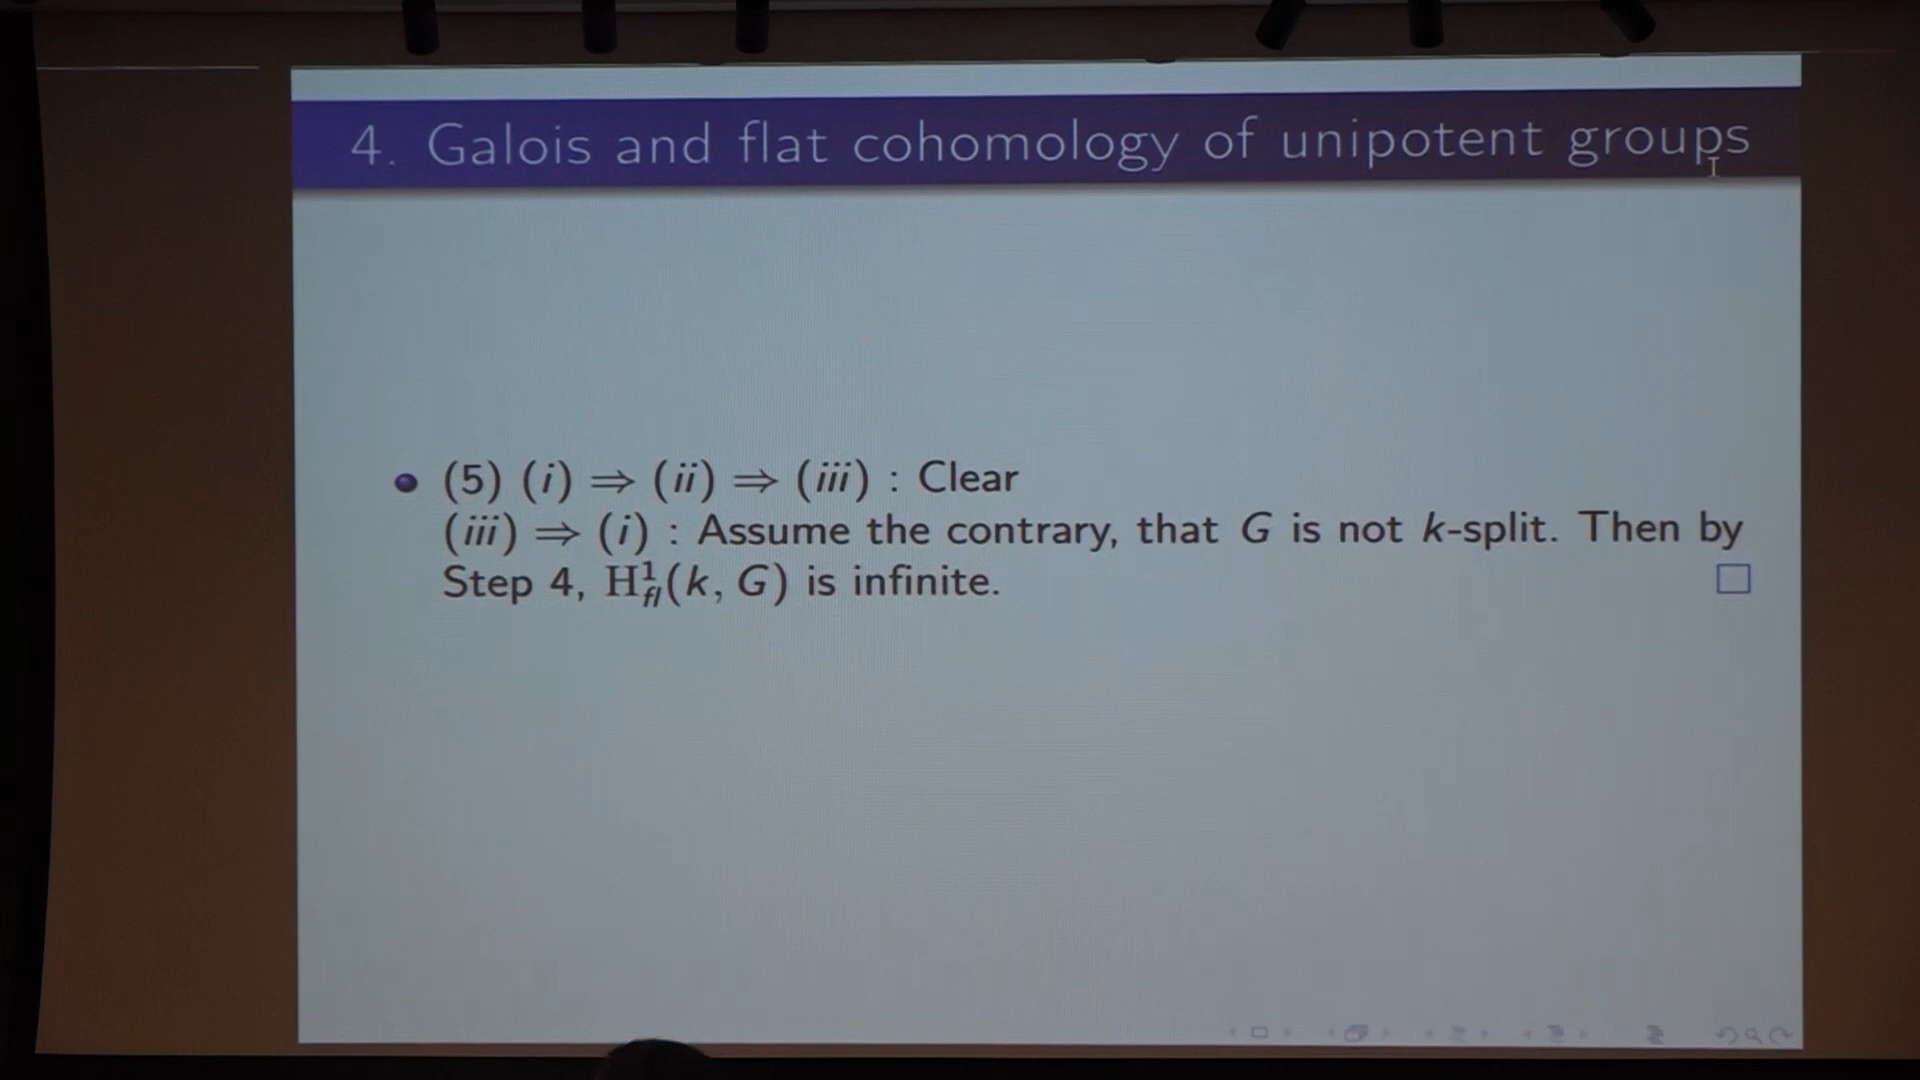 4. Galois and flat cohomology of unipotent groups
(5) (i) ⇒ (ii) ⇒ (iii) : Clear
(iii) ⇒ (i) : Assume the contrary, that G is not k-split. Then by
Step 4, H¹_fl(k, G) is infinite. □